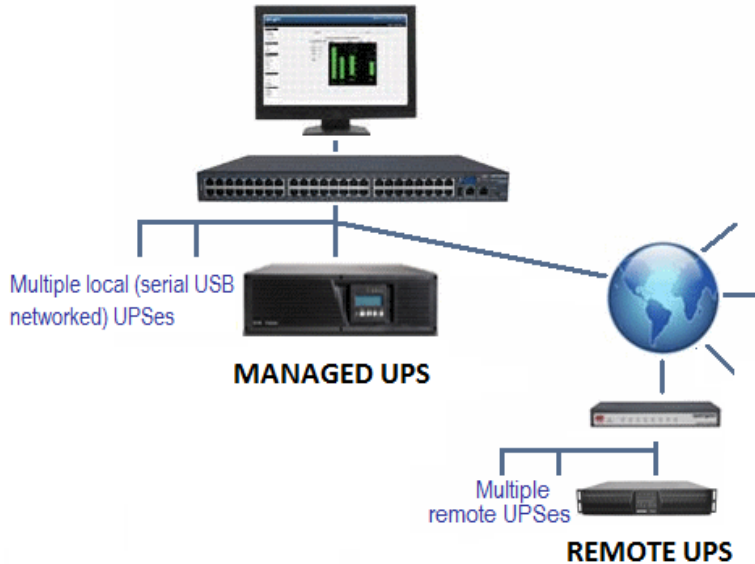 Multiple local (serial USB
networked) UPSes
MANAGED UPS
Multiple
remote UPSes
REMOTE UPS